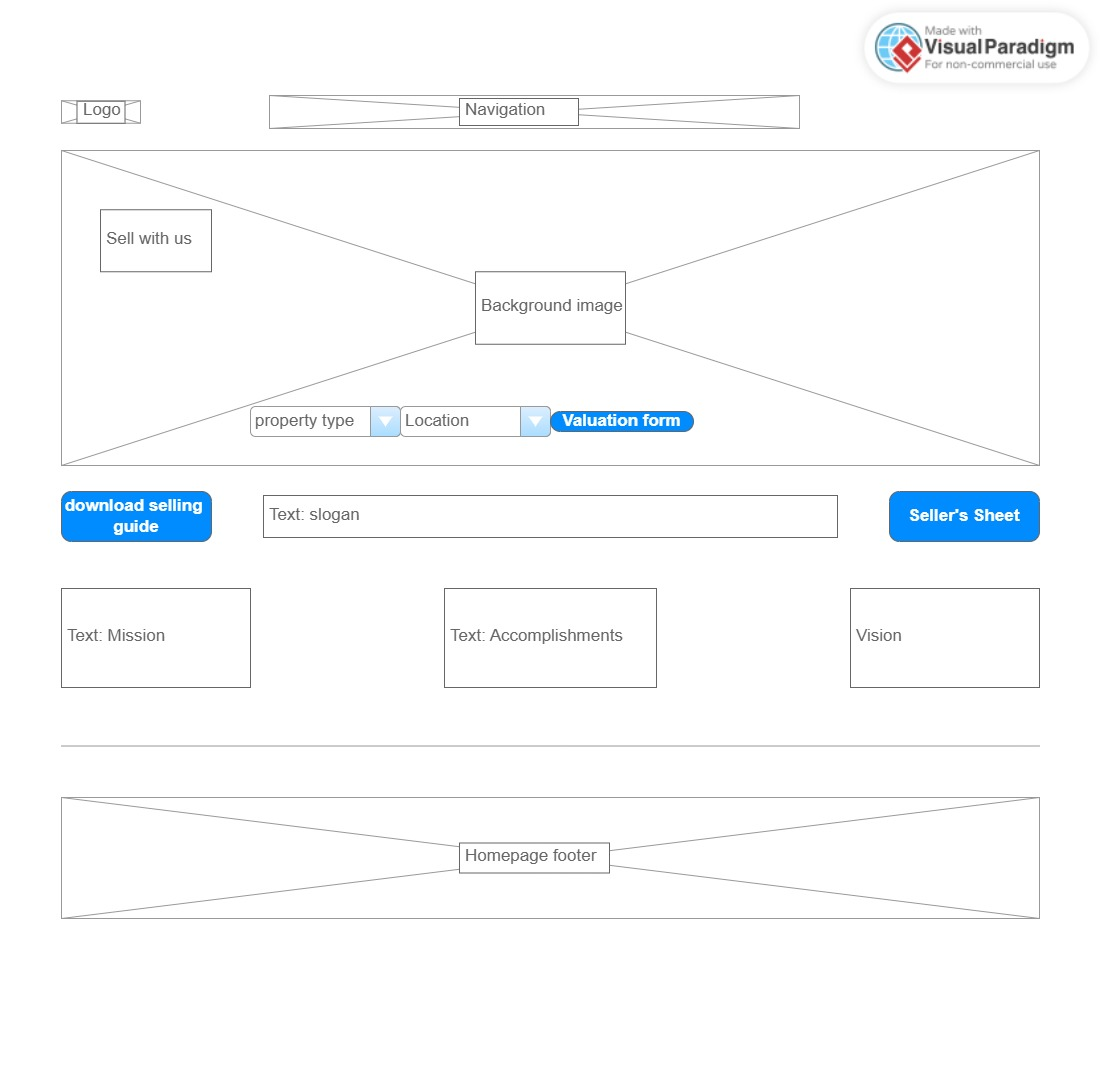 Made with
Visual Paradigm
For non-commercial use
Logo
Navigation
Sell with us
Background image
property type
Location
Valuation form
download selling
guide
Text: slogan
Seller's Sheet
Text: Mission
Text: Accomplishments
Vision
Homepage footer